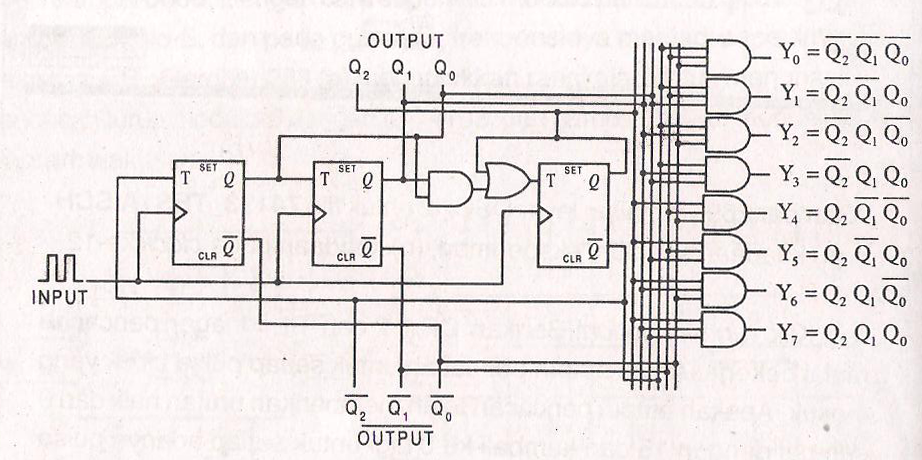 OUTPUT
Q₂ Q₁ Q₀
T SET Q
CLR Q̅
T SET Q
CLR Q̅
T SET Q
CLR Q̅
INPUT
Q̅₂ Q̅₁ Q̅₀
O̅U̅T̅P̅U̅T̅
Y₀ = Q̅₂ Q̅₁ Q̅₀
Y₁ = Q̅₂ Q̅₁ Q₀
Y₂ = Q̅₂ Q₁ Q̅₀
Y₃ = Q̅₂ Q₁ Q₀
Y₄ = Q₂ Q̅₁ Q̅₀
Y₅ = Q₂ Q̅₁ Q₀
Y₆ = Q₂ Q₁ Q̅₀
Y₇ = Q₂ Q₁ Q₀